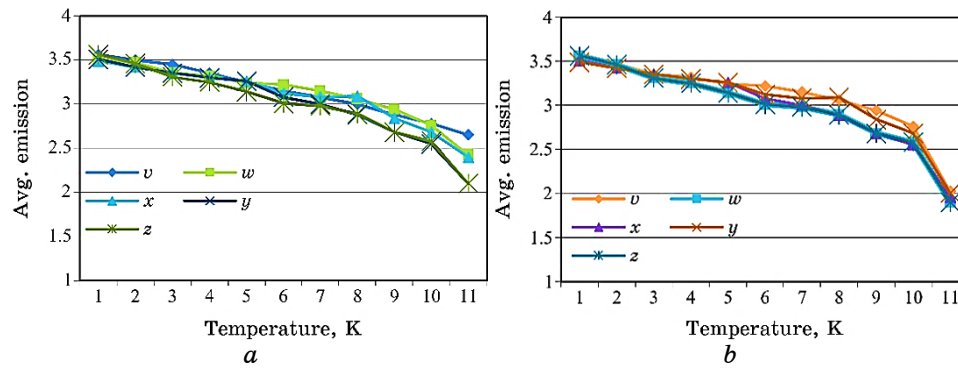 4
3.5
3
2.5
2
1.5
1
Avg. emission
v w
x y
z
1 2 3 4 5 6 7 8 9 10 11
Temperature, K
a
4
3.5
3
2.5
2
1.5
1
Avg. emission
v w
x y
z
1 2 3 4 5 6 7 8 9 10 11
Temperature, K
b